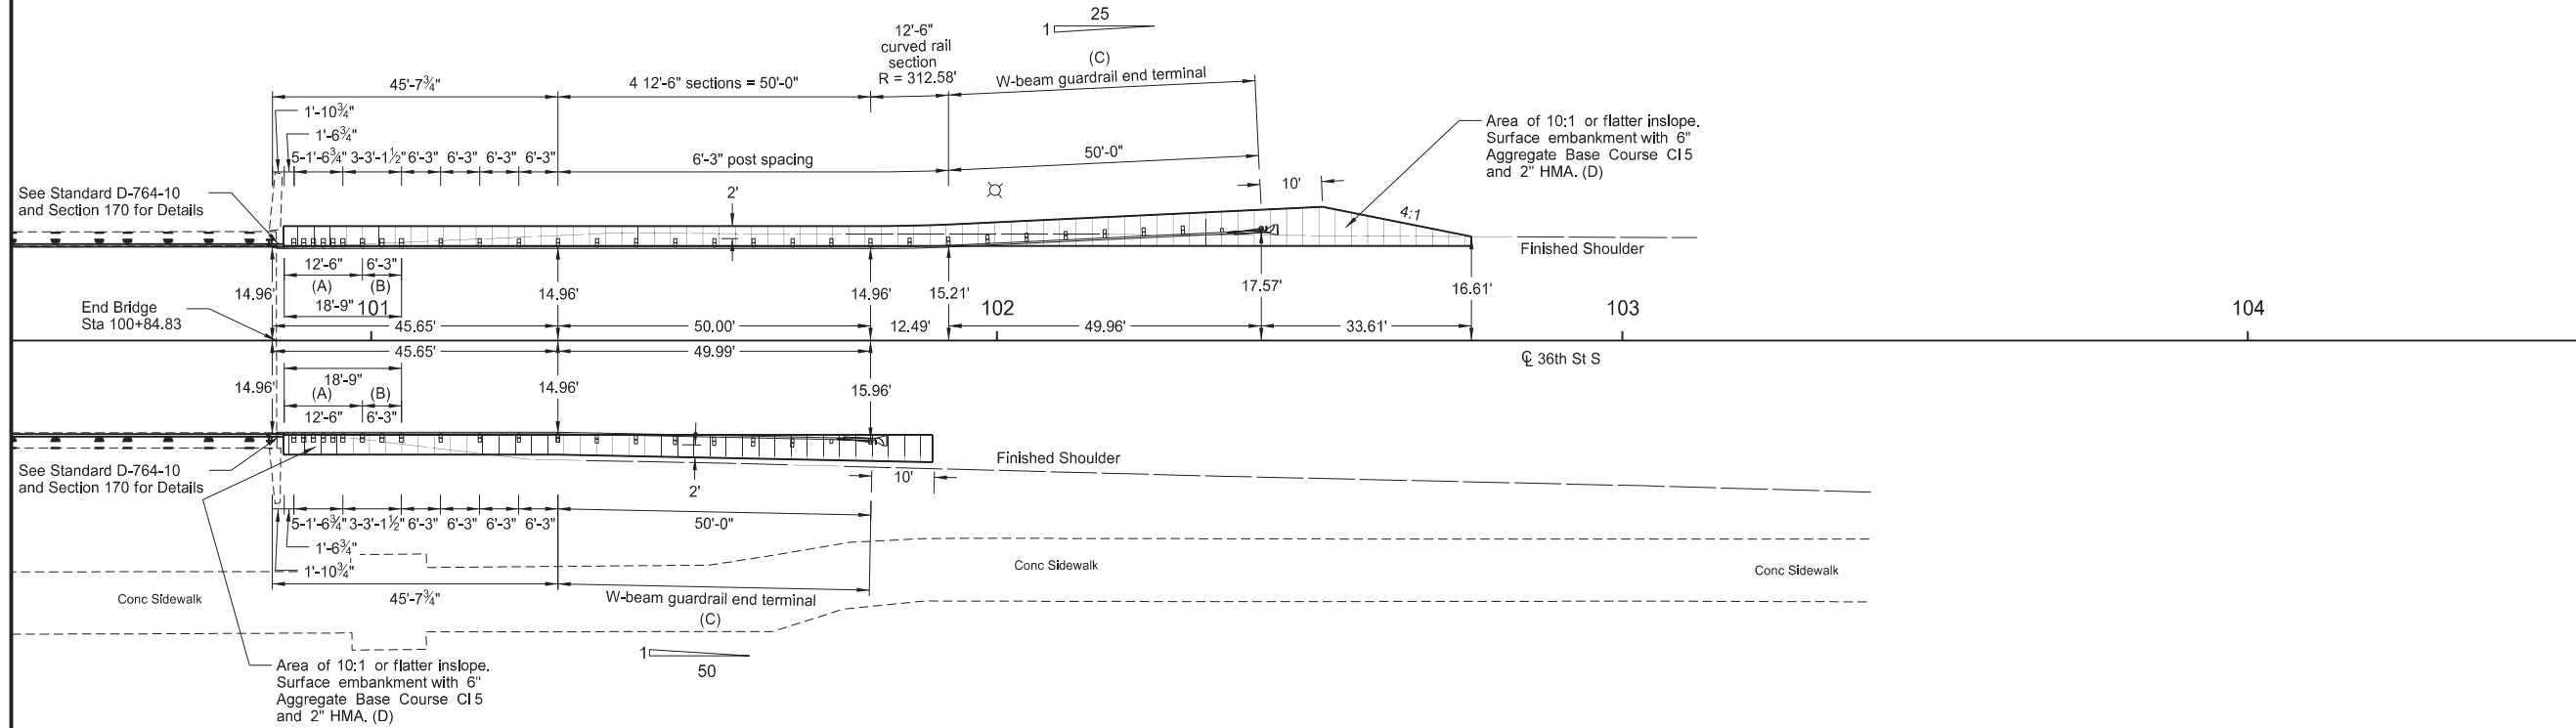 25
1
12'-6"
curved rail
section
R = 312.58'
(C)
W-beam guardrail end terminal
45'-7¾"
4 12'-6" sections = 50'-0"
1'-10¾"
1'-6¾"
5-1'-6¾" 3-3'-1½" 6'-3" 6'-3" 6'-3" 6'-3"
6'-3" post spacing
50'-0"
Area of 10:1 or flatter inslope.
Surface embankment with 6"
Aggregate Base Course Cl 5
and 2" HMA. (D)
See Standard D-764-10
and Section 170 for Details
2'
10'
4:1
Finished Shoulder
12'-6" 6'-3"
(A) (B)
14.96' 14.96' 14.96' 15.21' 17.57' 16.61'
End Bridge
Sta 100+84.83
18'-9" 101 102 103 104
45.65' 50.00' 12.49' 49.96' 33.61'
45.65' 49.99'
℄ 36th St S
18'-9"
14.96' 14.96' 15.96'
(A) (B)
12'-6" 6'-3"
See Standard D-764-10
and Section 170 for Details
Finished Shoulder
10'
2'
5-1'-6¾" 3-3'-1½" 6'-3" 6'-3" 6'-3" 6'-3"
50'-0"
1'-6¾"
1'-10¾"
Conc Sidewalk
Conc Sidewalk
Conc Sidewalk
45'-7¾"
W-beam guardrail end terminal
(C)
1
50
Area of 10:1 or flatter inslope.
Surface embankment with 6"
Aggregate Base Course Cl 5
and 2" HMA. (D)